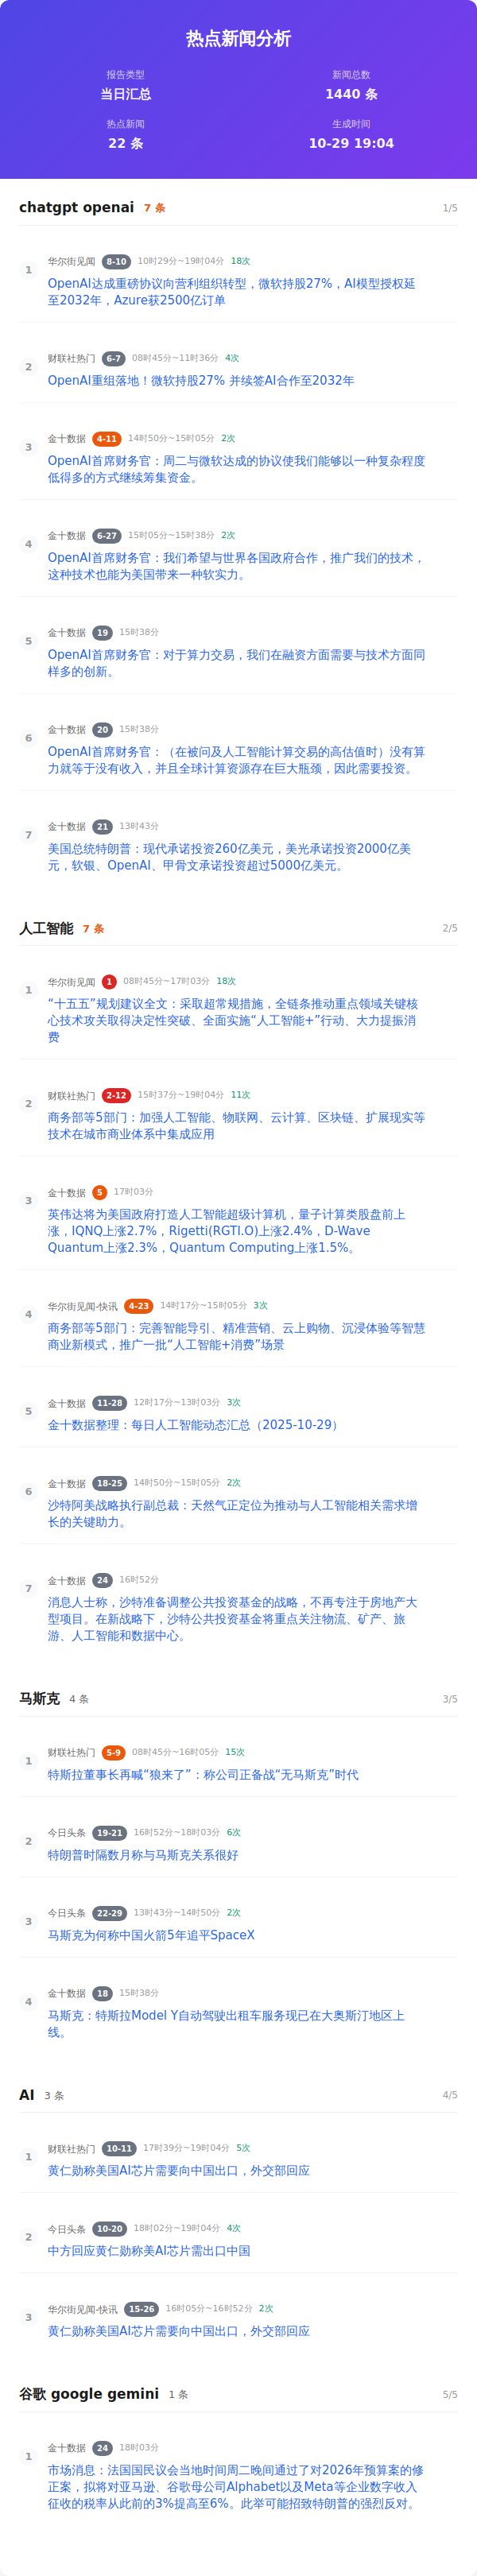 热点新闻分析
报告类型
新闻总数
当日汇总
1440 条
热点新闻
生成时间
22 条
10-29 19:04
chatgpt openai 7 条 1/5
1
华尔街见闻 8-10 10时29分~19时04分 18次
OpenAI达成重磅协议向营利组织转型，微软持股27%，AI模型授权延
至2032年，Azure获2500亿订单
2
财联社热门 6-7 08时45分~11时36分 4次
OpenAI重组落地！微软持股27% 并续签AI合作至2032年
3
金十数据 4-11 14时50分~15时05分 2次
OpenAI首席财务官：周二与微软达成的协议使我们能够以一种复杂程度
低得多的方式继续筹集资金。
4
金十数据 6-27 15时05分~15时38分 2次
OpenAI首席财务官：我们希望与世界各国政府合作，推广我们的技术，
这种技术也能为美国带来一种软实力。
5
金十数据 19 15时38分
OpenAI首席财务官：对于算力交易，我们在融资方面需要与技术方面同
样多的创新。
6
金十数据 20 15时38分
OpenAI首席财务官：（在被问及人工智能计算交易的高估值时）没有算
力就等于没有收入，并且全球计算资源存在巨大瓶颈，因此需要投资。
7
金十数据 21 13时43分
美国总统特朗普：现代承诺投资260亿美元，美光承诺投资2000亿美
元，软银、OpenAI、甲骨文承诺投资超过5000亿美元。
人工智能 7 条 2/5
1
华尔街见闻 1 08时45分~17时03分 18次
“十五五”规划建议全文：采取超常规措施，全链条推动重点领域关键核
心技术攻关取得决定性突破、全面实施“人工智能+”行动、大力提振消
费
2
财联社热门 2-12 15时37分~19时04分 11次
商务部等5部门：加强人工智能、物联网、云计算、区块链、扩展现实等
技术在城市商业体系中集成应用
3
金十数据 5 17时03分
英伟达将为美国政府打造人工智能超级计算机，量子计算类股盘前上
涨，IQNQ上涨2.7%，Rigetti(RGTI.O)上涨2.4%，D-Wave
Quantum上涨2.3%，Quantum Computing上涨1.5%。
4
华尔街见闻-快讯 4-23 14时17分~15时05分 3次
商务部等5部门：完善智能导引、精准营销、云上购物、沉浸体验等智慧
商业新模式，推广一批“人工智能+消费”场景
5
金十数据 11-28 12时17分~13时03分 3次
金十数据整理：每日人工智能动态汇总（2025-10-29）
6
金十数据 18-25 14时50分~15时05分 2次
沙特阿美战略执行副总裁：天然气正定位为推动与人工智能相关需求增
长的关键助力。
7
金十数据 24 16时52分
消息人士称，沙特准备调整公共投资基金的战略，不再专注于房地产大
型项目。在新战略下，沙特公共投资基金将重点关注物流、矿产、旅
游、人工智能和数据中心。
马斯克 4 条 3/5
1
财联社热门 5-9 08时45分~16时05分 15次
特斯拉董事长再喊“狼来了”：称公司正备战“无马斯克”时代
2
今日头条 19-21 16时52分~18时03分 6次
特朗普时隔数月称与马斯克关系很好
3
今日头条 22-29 13时43分~14时50分 2次
马斯克为何称中国火箭5年追平SpaceX
4
金十数据 18 15时38分
马斯克：特斯拉Model Y自动驾驶出租车服务现已在大奥斯汀地区上
线。
AI 3 条 4/5
1
财联社热门 10-11 17时39分~19时04分 5次
黄仁勋称美国AI芯片需要向中国出口，外交部回应
2
今日头条 10-20 18时02分~19时04分 4次
中方回应黄仁勋称美AI芯片需出口中国
3
华尔街见闻-快讯 15-26 16时05分~16时52分 2次
黄仁勋称美国AI芯片需要向中国出口，外交部回应
谷歌 google gemini 1 条 5/5
1
金十数据 24 18时03分
市场消息：法国国民议会当地时间周二晚间通过了对2026年预算案的修
正案，拟将对亚马逊、谷歌母公司Alphabet以及Meta等企业数字收入
征收的税率从此前的3%提高至6%。此举可能招致特朗普的强烈反对。